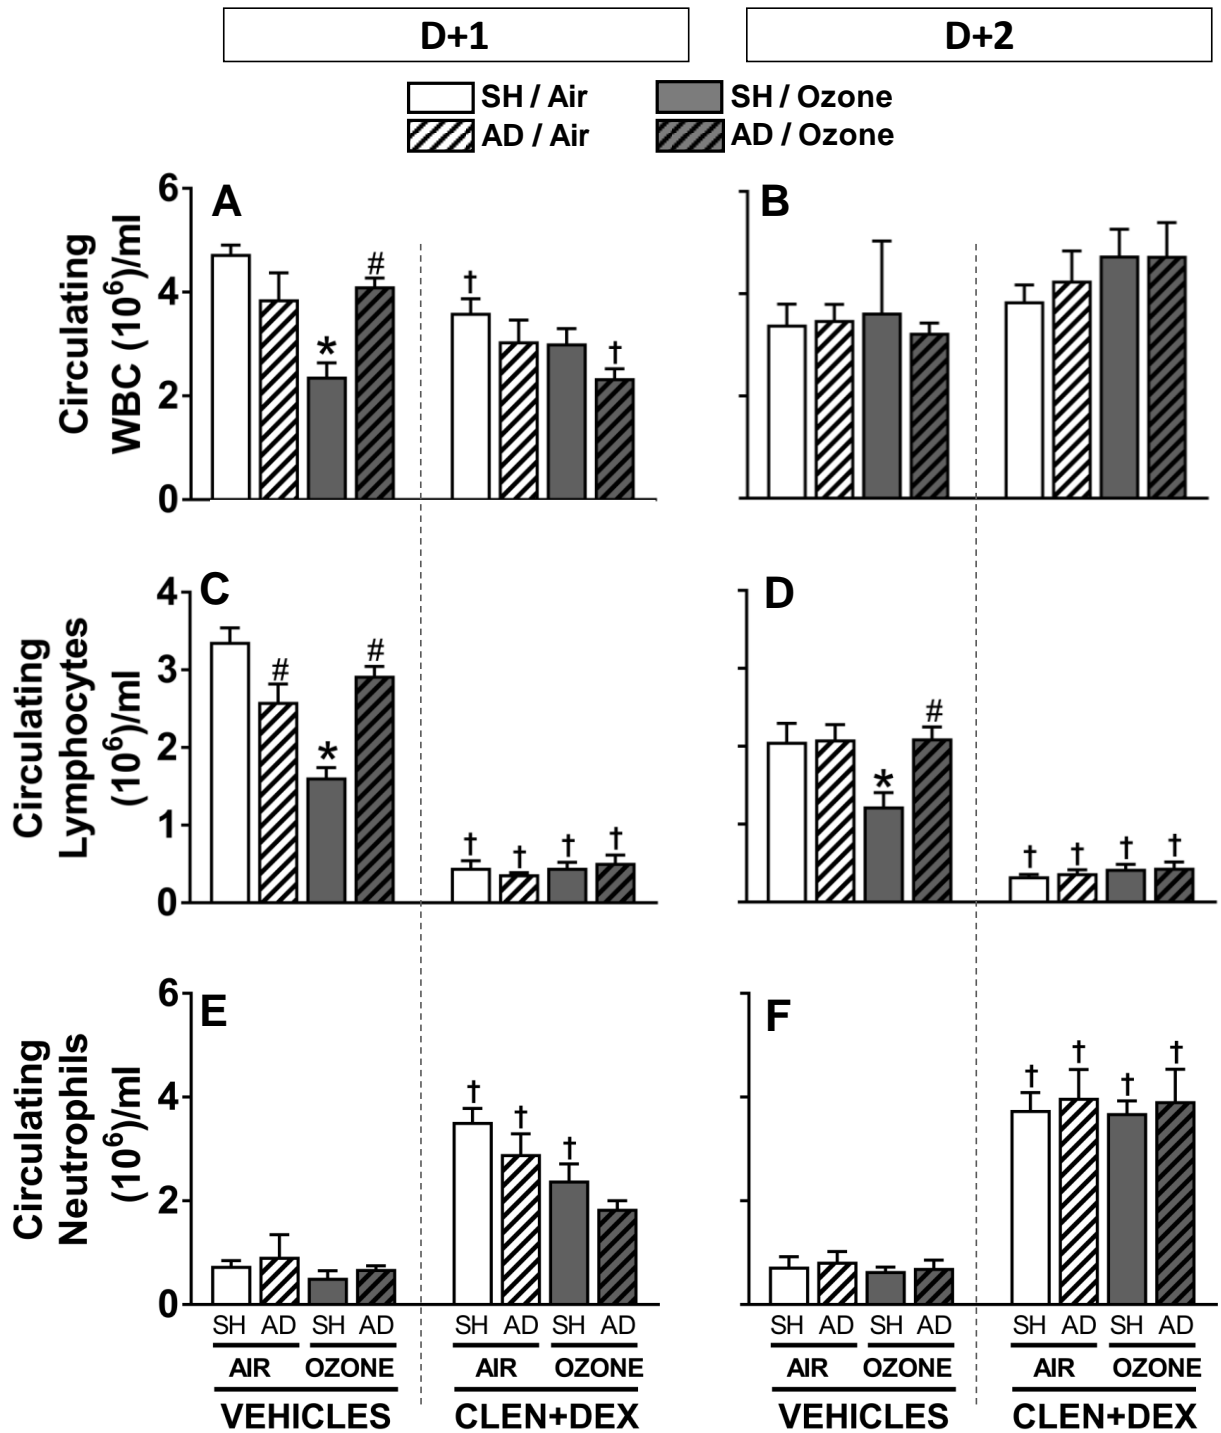 D+1
D+2
SH / Air
SH / Ozone
AD / Air
AD / Ozone
Circulating
WBC (10⁶)/ml
6
4
2
0
A
*
#
†
†
B
Circulating
Lymphocytes
(10⁶)/ml
4
3
2
1
0
C
#
*
#
†
†
†
†
D
*
#
†
†
†
†
Circulating
Neutrophils
(10⁶)/ml
6
4
2
0
E
†
†
†
F
†
†
†
†
SH AD SH AD
SH AD SH AD
SH AD SH AD
SH AD SH AD
AIR OZONE
AIR OZONE
AIR OZONE
AIR OZONE
VEHICLES
CLEN+DEX
VEHICLES
CLEN+DEX